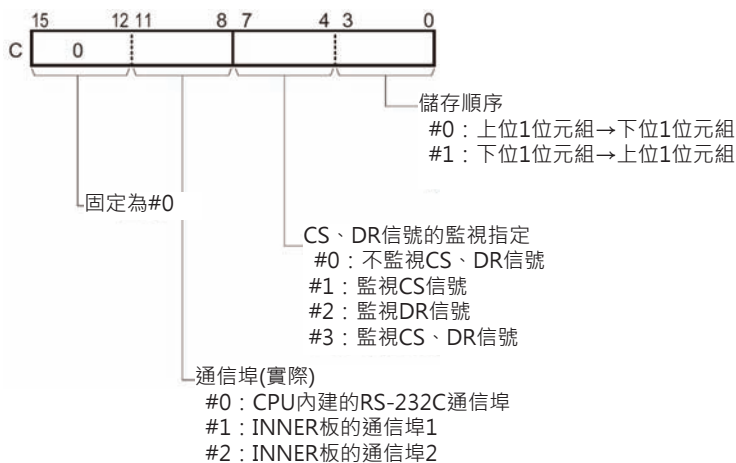 15 12 11 8 7 4 3 0
C 0
儲存順序
#0：上位1位元組→下位1位元組
#1：下位1位元組→上位1位元組
固定為#0
CS、DR信號的監視指定
#0：不監視CS、DR信號
#1：監視CS信號
#2：監視DR信號
#3：監視CS、DR信號
通信埠(實際)
#0：CPU內建的RS-232C通信埠
#1：INNER板的通信埠1
#2：INNER板的通信埠2